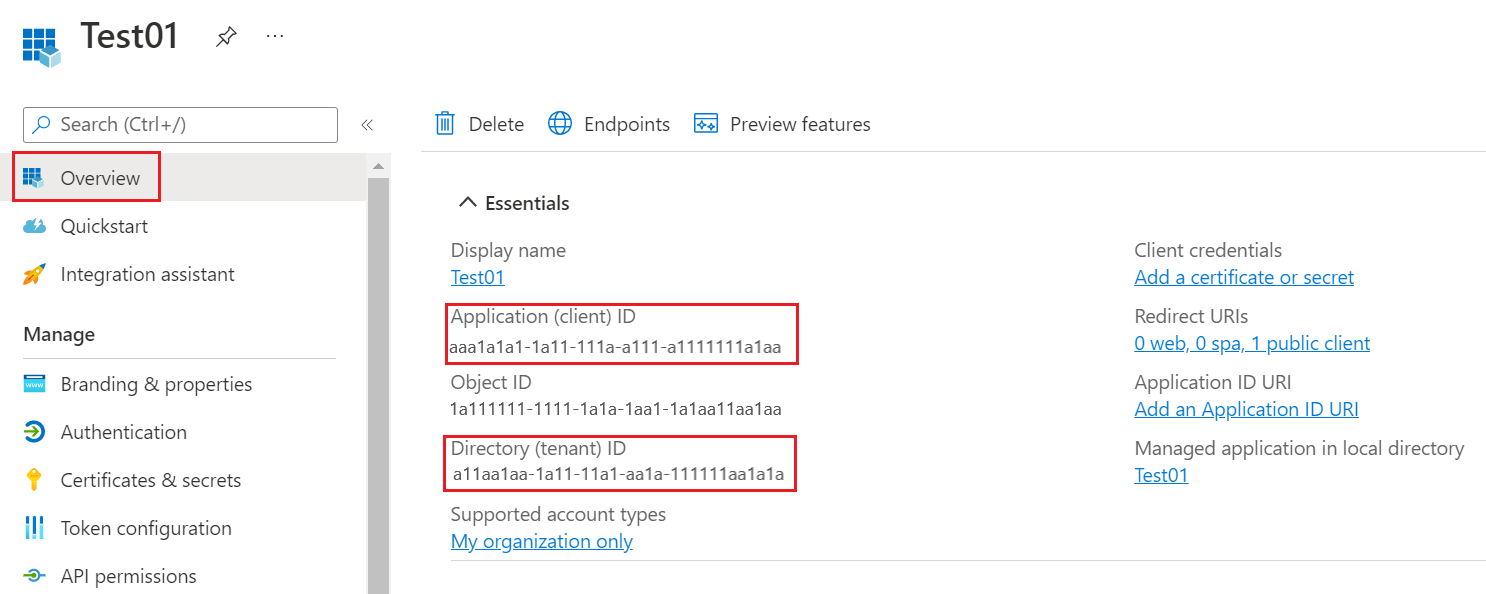 Test01
...
Search (Ctrl+/)
«
Overview
Quickstart
Integration assistant
Manage
Branding & properties
Authentication
Certificates & secrets
Token configuration
API permissions
Delete
Endpoints
Preview features
Essentials
Display name
Test01
Application (client) ID
aaa1a1a1-1a11-111a-a111-a1111111a1aa
Object ID
1a111111-1111-1a1a-1aa1-1a1aa11aa1aa
Directory (tenant) ID
a11aa1aa-1a11-11a1-aa1a-111111aa1a1a
Supported account types
My organization only
Client credentials
Add a certificate or secret
Redirect URIs
0 web, 0 spa, 1 public client
Application ID URI
Add an Application ID URI
Managed application in local directory
Test01